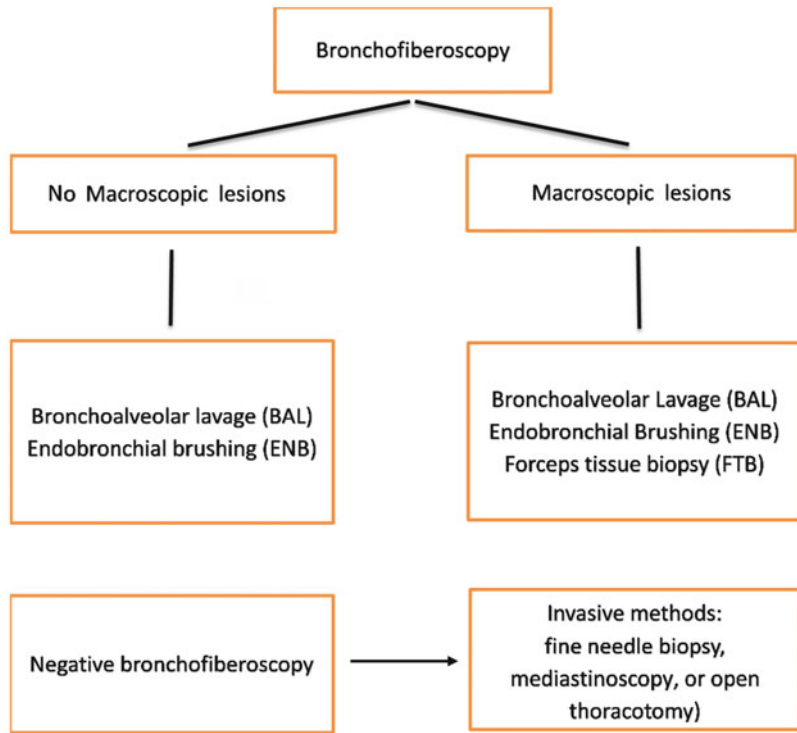 Bronchofiberoscopy
No Macroscopic lesions
Macroscopic lesions
Bronchoalveolar lavage (BAL)
Endobronchial brushing (ENB)
Bronchoalveolar Lavage (BAL)
Endobronchial Brushing (ENB)
Forceps tissue biopsy (FTB)
Negative bronchofiberoscopy
Invasive methods:
fine needle biopsy,
mediastinoscopy, or open
thoracotomy)